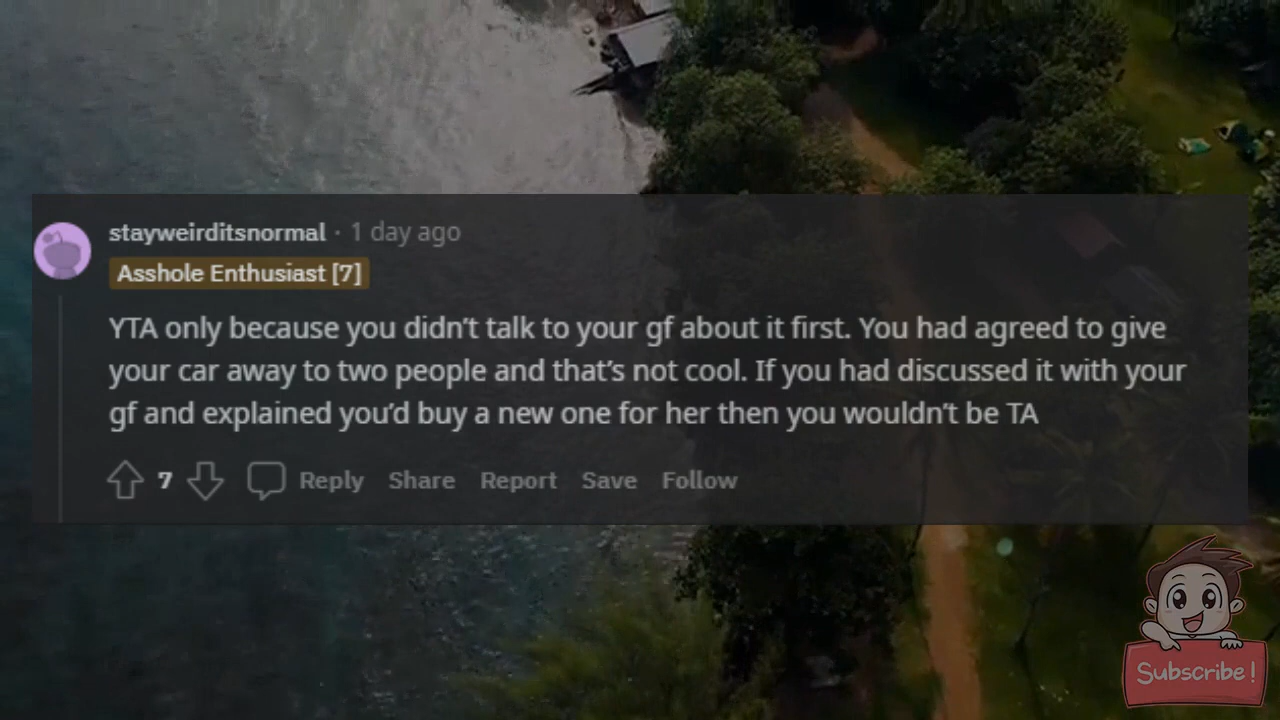 stayweirditsnormal · 1 day ago
Asshole Enthusiast [7]
YTA only because you didn’t talk to your gf about it first. You had agreed to give
your car away to two people and that’s not cool. If you had discussed it with your
gf and explained you’d buy a new one for her then you wouldn’t be TA
7 Reply Share Report Save Follow
Subscribe!